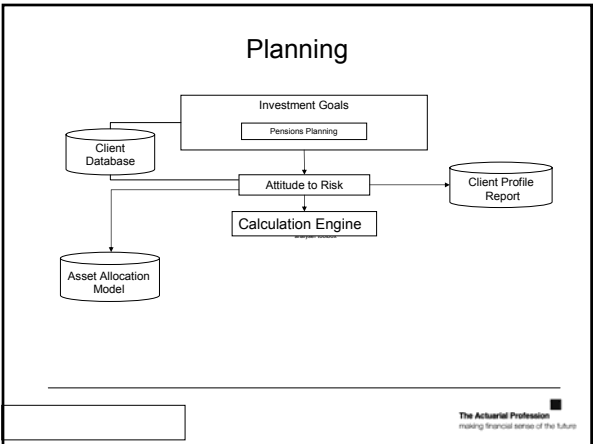 Planning
Investment Goals
Pensions Planning
Client
Database
Attitude to Risk
Client Profile
Report
Calculation Engine
Asset Allocation
Model
The Actuarial Profession
making financial sense of the future